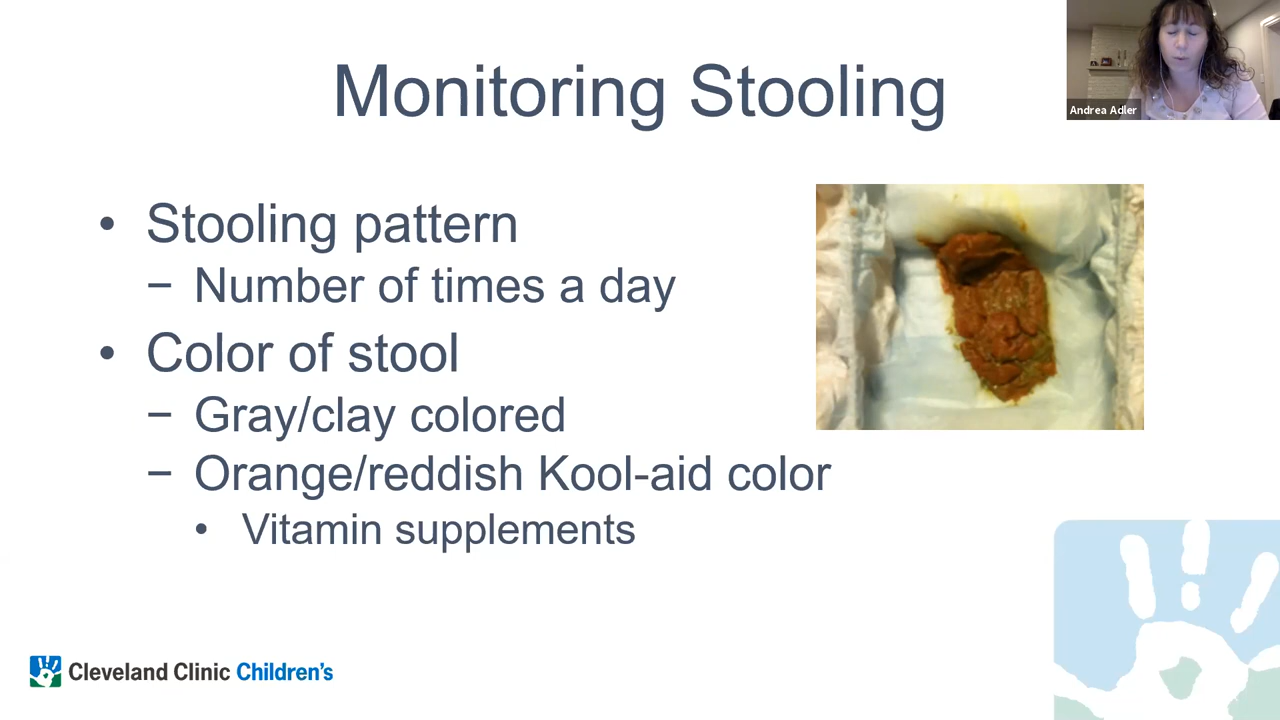 Monitoring Stooling
Andrea Adler
• Stooling pattern
– Number of times a day
• Color of stool
– Gray/clay colored
– Orange/reddish Kool-aid color
• Vitamin supplements
Cleveland Clinic Children's